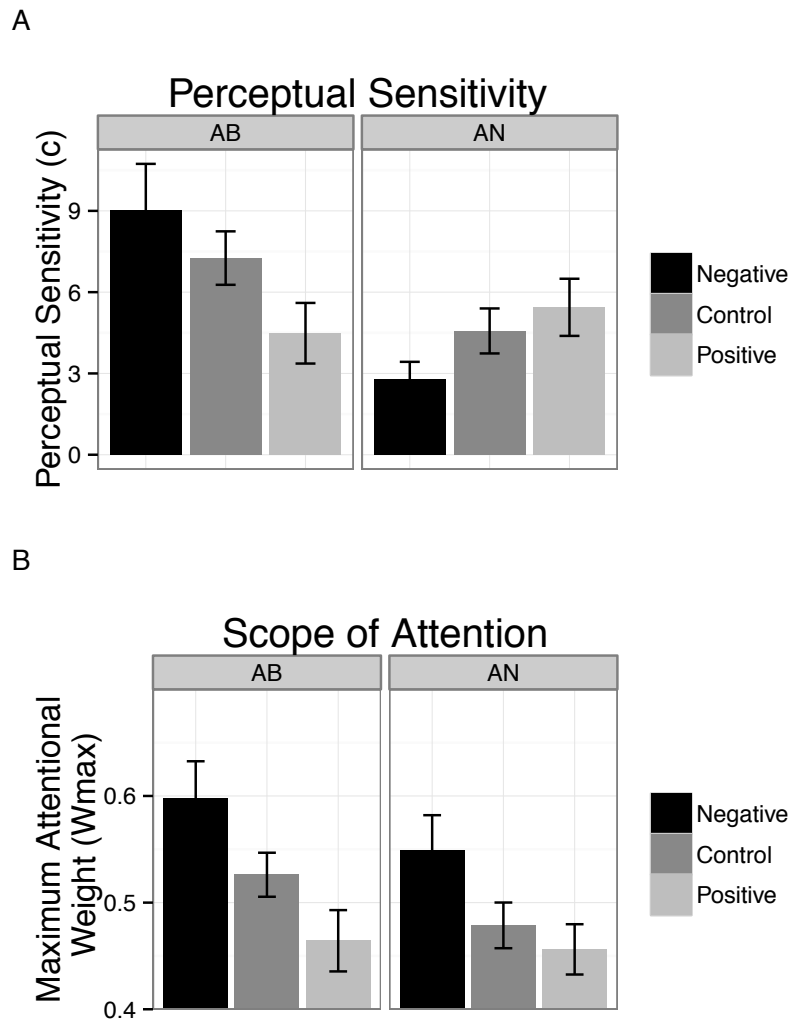 A
Perceptual Sensitivity
AB
AN
Perceptual Sensitivity (c)
9
6
3
0
Negative
Control
Positive
B
Scope of Attention
AB
AN
Maximum Attentional
Weight (Wmax)
0.6
0.5
0.4
Negative
Control
Positive